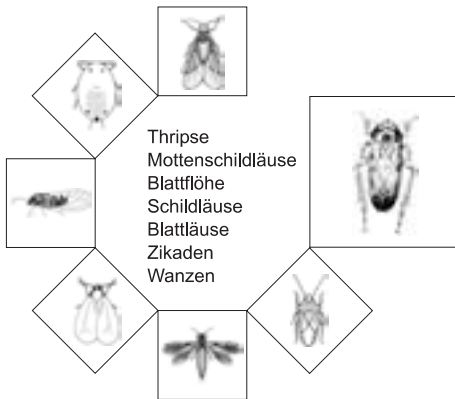 Thripse
Mottenschildläuse
Blattflöhe
Schildläuse
Blattläuse
Zikaden
Wanzen